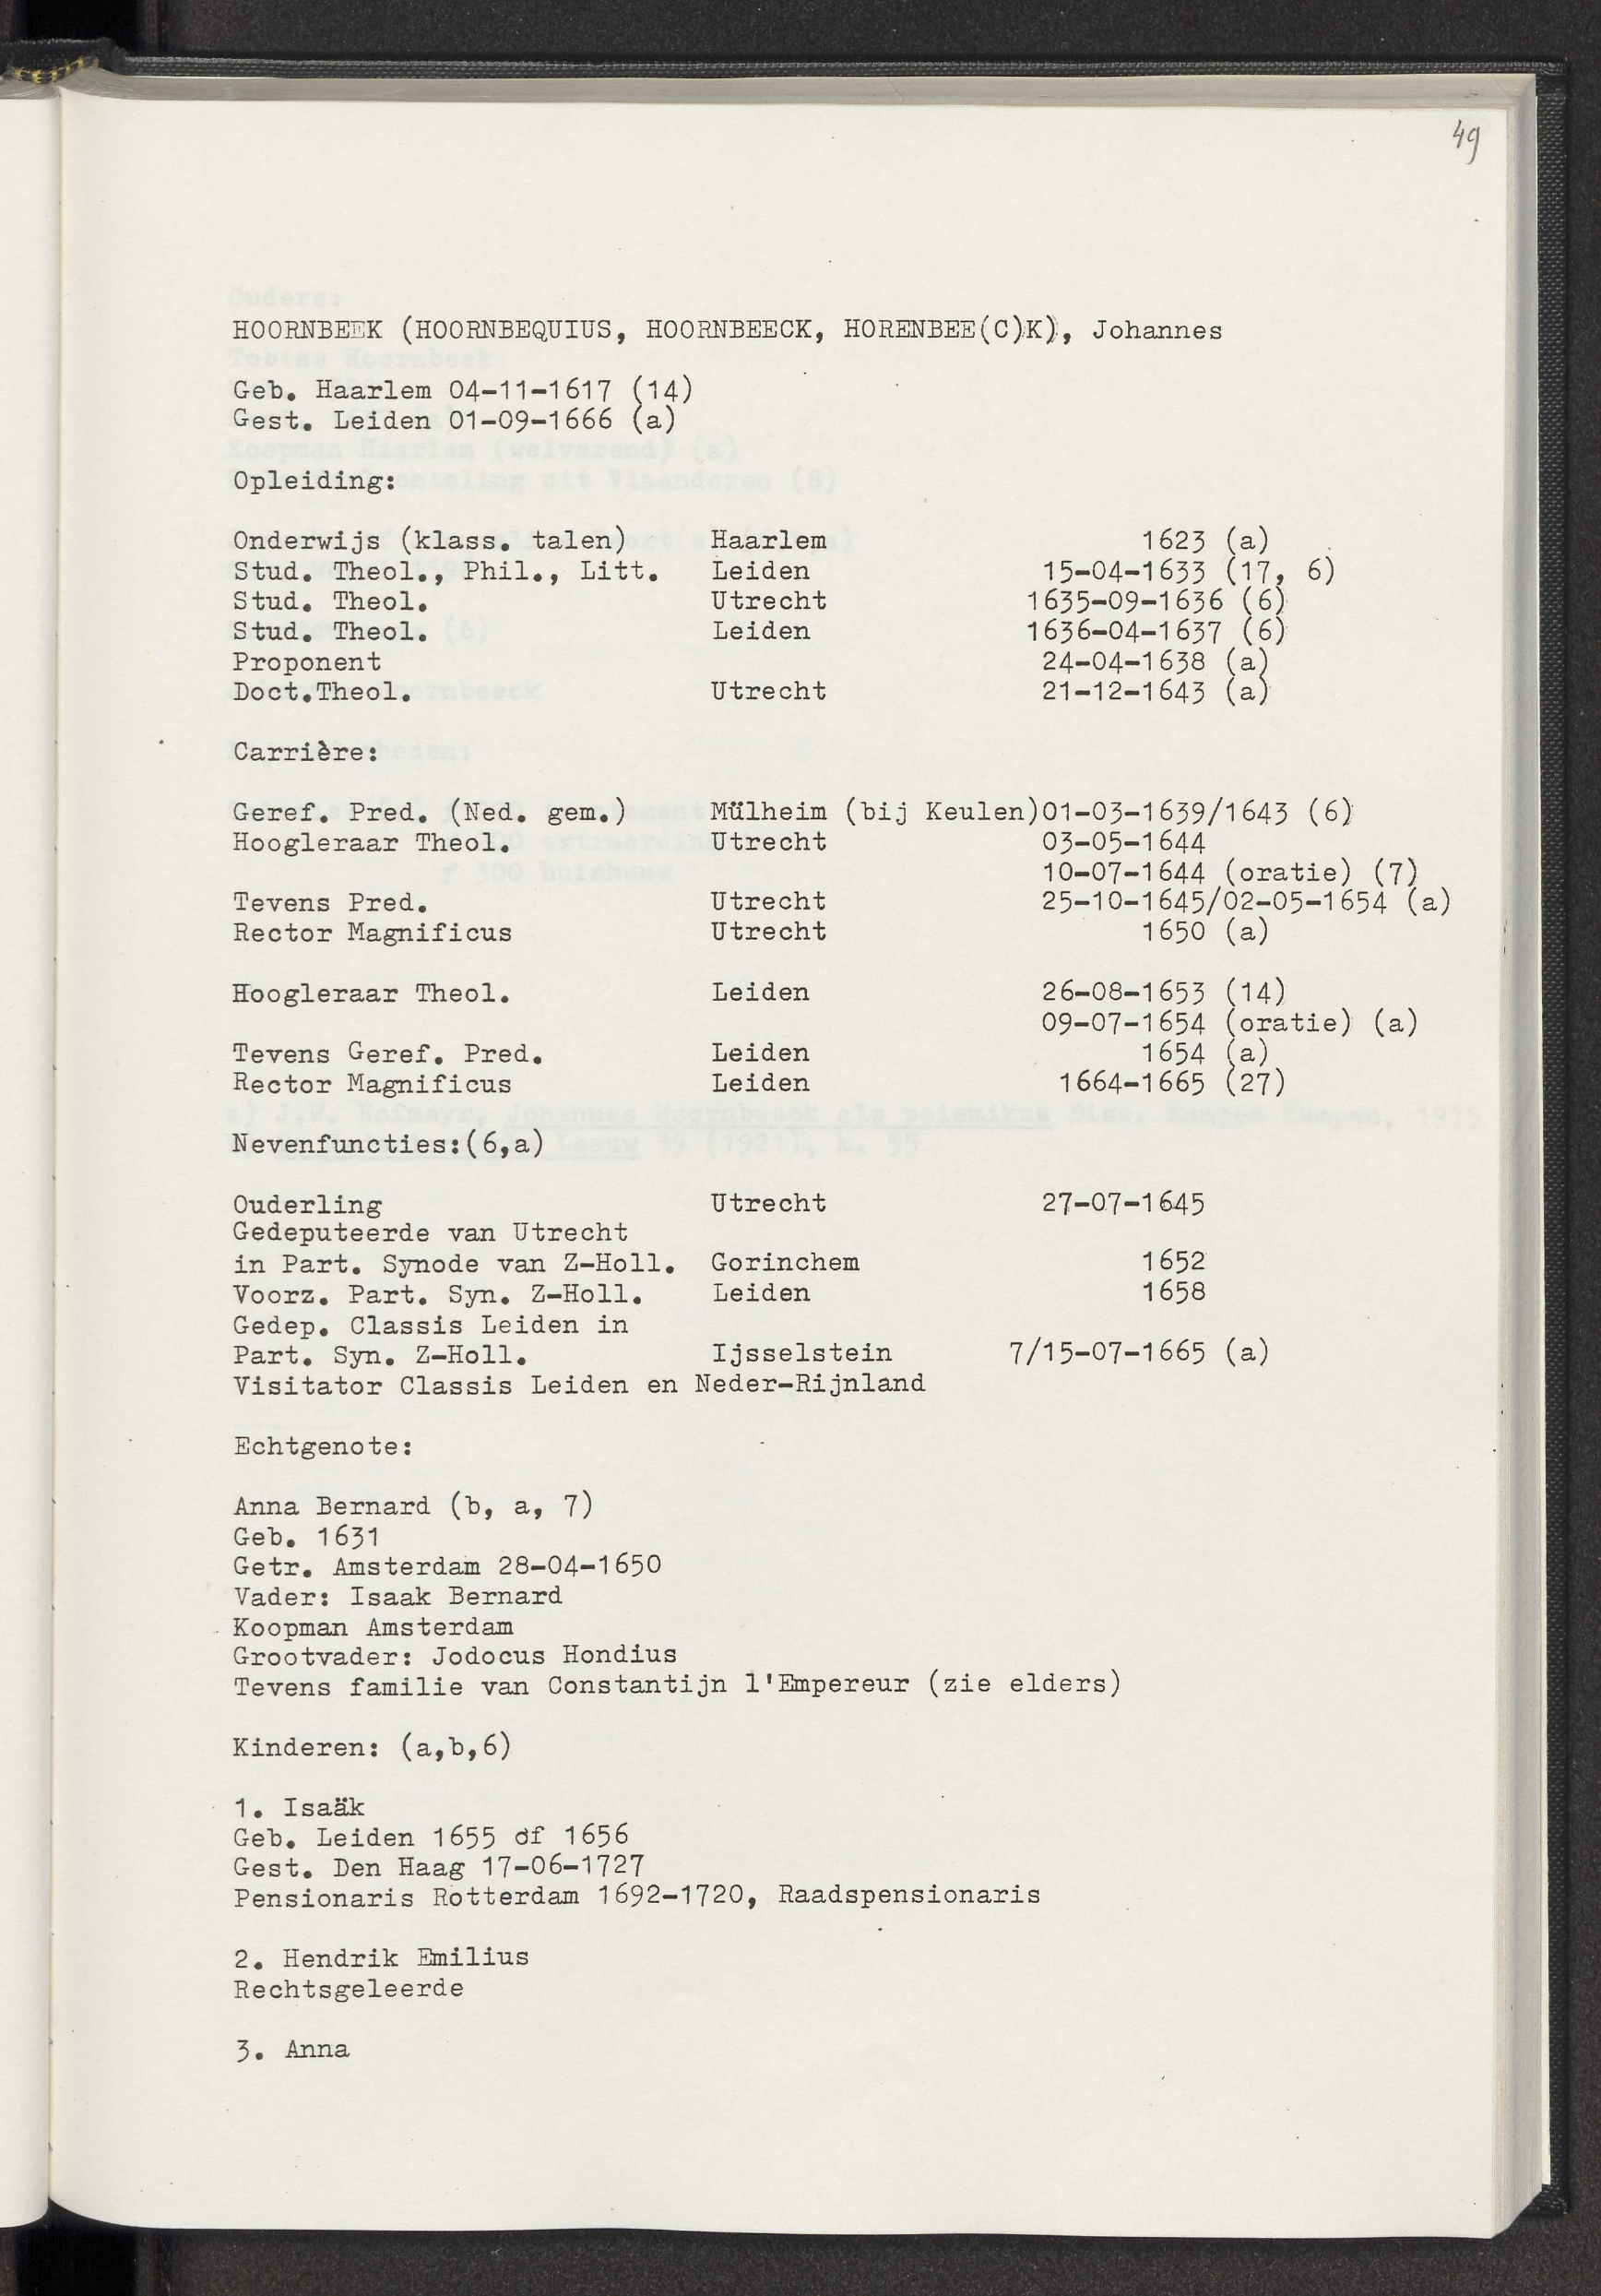 49
HOORNBEEK (HOORNBEQUIUS, HOORNBEECK, HORENBEE(C)K), Johannes
Geb. Haarlem 04-11-1617 (14)
Gest. Leiden 01-09-1666 (a)
Opleiding:
Onderwijs (klass. talen) Haarlem 1623 (a)
Stud. Theol., Phil., Litt. Leiden 15-04-1633 (17, 6)
Stud. Theol. Utrecht 1635-09-1636 (6)
Stud. Theol. Leiden 1636-04-1637 (6)
Proponent 24-04-1638 (a)
Doct.Theol. Utrecht 21-12-1643 (a)
Carrière:
Geref. Pred. (Ned. gem.) Mülheim (bij Keulen)01-03-1639/1643 (6)
Hoogleraar Theol. Utrecht 03-05-1644
10-07-1644 (oratie) (7)
Tevens Pred. Utrecht 25-10-1645/02-05-1654 (a)
Rector Magnificus Utrecht 1650 (a)
Hoogleraar Theol. Leiden 26-08-1653 (14)
09-07-1654 (oratie) (a)
Tevens Geref. Pred. Leiden 1654 (a)
Rector Magnificus Leiden 1664-1665 (27)
Nevenfuncties:(6,a)
Ouderling Utrecht 27-07-1645
Gedeputeerde van Utrecht
in Part. Synode van Z-Holl. Gorinchem 1652
Voorz. Part. Syn. Z-Holl. Leiden 1658
Gedep. Classis Leiden in
Part. Syn. Z-Holl. Ijsselstein 7/15-07-1665 (a)
Visitator Classis Leiden en Neder-Rijnland
Echtgenote:
Anna Bernard (b, a, 7)
Geb. 1631
Getr. Amsterdam 28-04-1650
Vader: Isaak Bernard
Koopman Amsterdam
Grootvader: Jodocus Hondius
Tevens familie van Constantijn l'Empereur (zie elders)
Kinderen: (a,b,6)
1. Isaäk
Geb. Leiden 1655 óf 1656
Gest. Den Haag 17-06-1727
Pensionaris Rotterdam 1692-1720, Raadspensionaris
2. Hendrik Emilius
Rechtsgeleerde
3. Anna